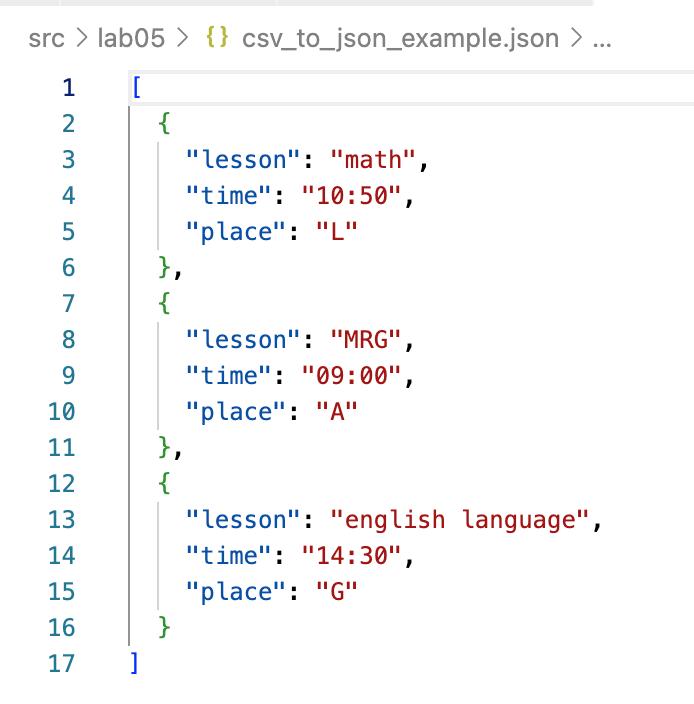 src > lab05 > {} csv_to_json_example.json > ...
1 [
2 {
3 "lesson": "math",
4 "time": "10:50",
5 "place": "L"
6 },
7 {
8 "lesson": "MRG",
9 "time": "09:00",
10 "place": "A"
11 },
12 {
13 "lesson": "english language",
14 "time": "14:30",
15 "place": "G"
16 }
17 ]